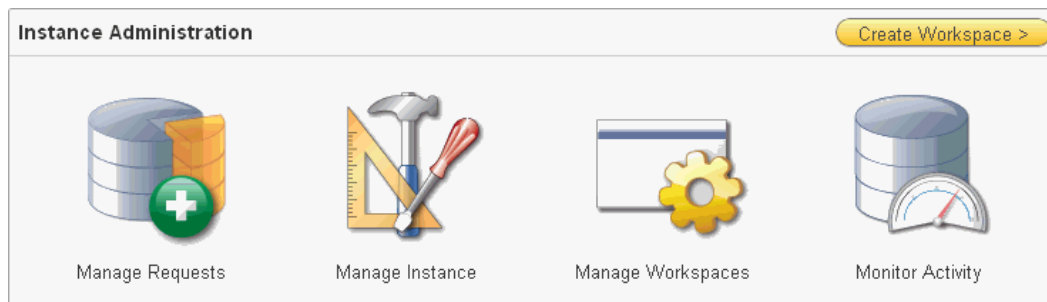 Instance Administration
Create Workspace >
Manage Requests
Manage Instance
Manage Workspaces
Monitor Activity